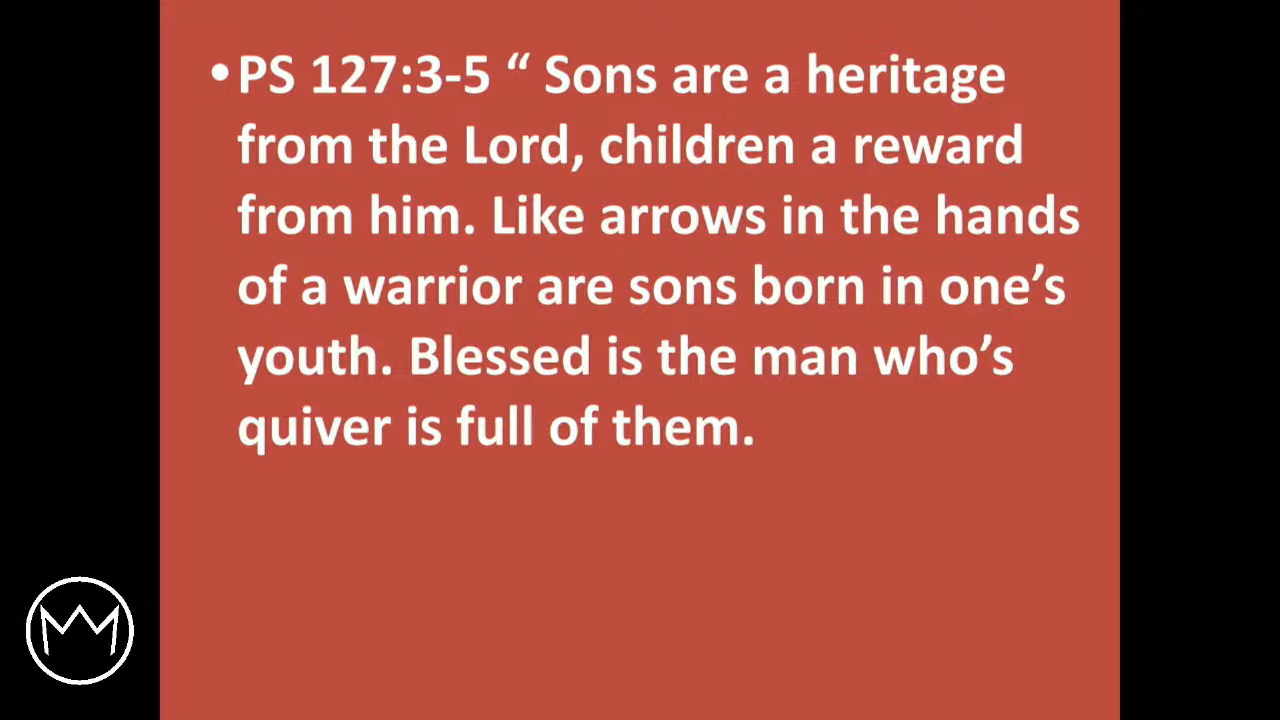 •PS 127:3-5 “ Sons are a heritage
from the Lord, children a reward
from him. Like arrows in the hands
of a warrior are sons born in one’s
youth. Blessed is the man who’s
quiver is full of them.